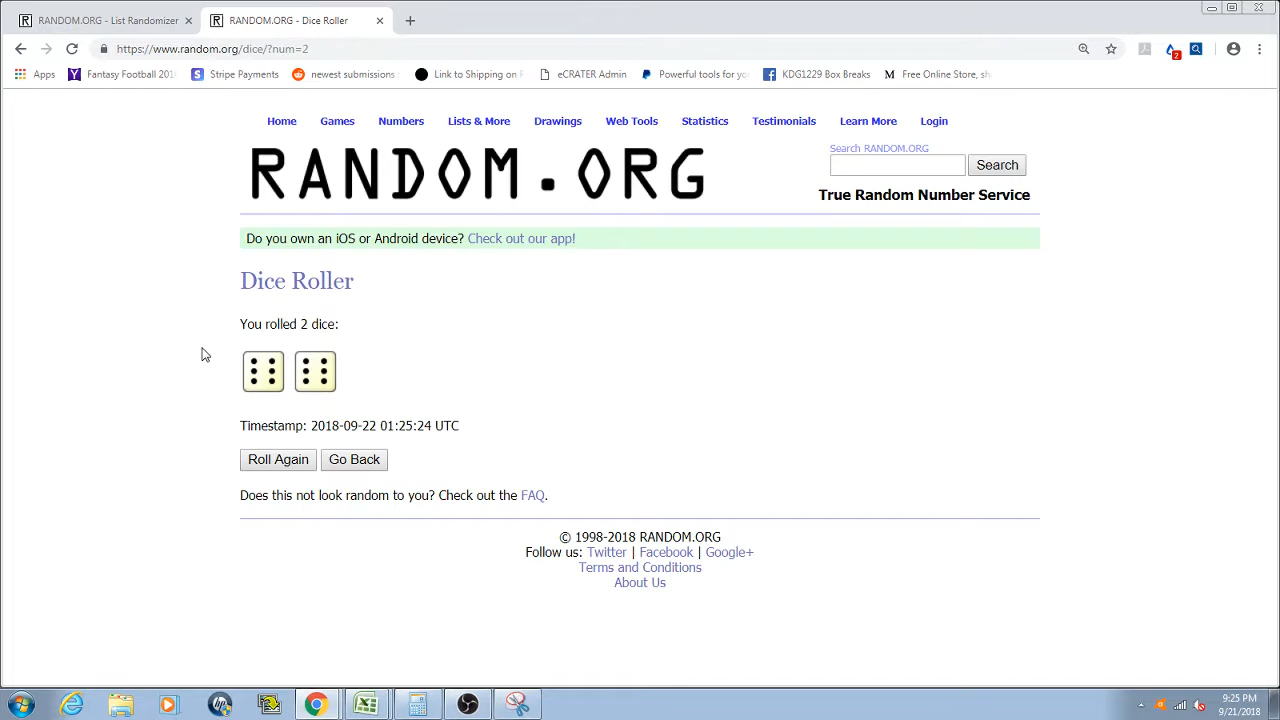 RANDOM.ORG - List Randomizer
RANDOM.ORG - Dice Roller
https://www.random.org/dice/?num=2
Apps
Fantasy Football 201
Stripe Payments
newest submissions
Link to Shipping on
eCRATER Admin
Powerful tools for yo
KDG1229 Box Breaks
Free Online Store, sh
2
Home Games Numbers Lists & More Drawings Web Tools Statistics Testimonials Learn More Login
RANDOM.ORG
Search RANDOM.ORG
Search
True Random Number Service
Do you own an iOS or Android device? Check out our app!
Dice Roller
You rolled 2 dice:
Timestamp: 2018-09-22 01:25:24 UTC
Roll Again Go Back
Does this not look random to you? Check out the FAQ.
© 1998-2018 RANDOM.ORG
Follow us: Twitter | Facebook | Google+
Terms and Conditions
About Us
9:25 PM
9/21/2018